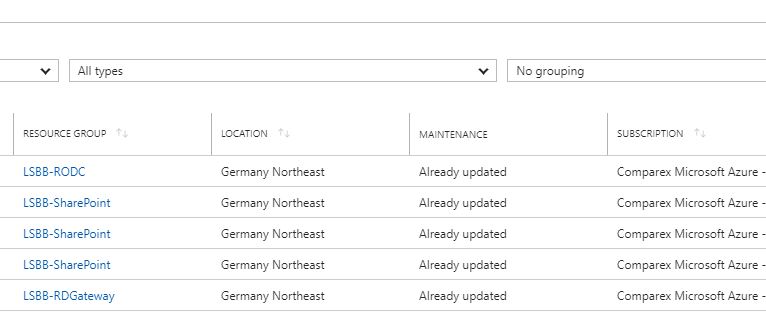 All types No grouping
RESOURCE GROUP LOCATION MAINTENANCE SUBSCRIPTION
LSBB-RODC Germany Northeast Already updated Comparex Microsoft Azure -
LSBB-SharePoint Germany Northeast Already updated Comparex Microsoft Azure -
LSBB-SharePoint Germany Northeast Already updated Comparex Microsoft Azure -
LSBB-SharePoint Germany Northeast Already updated Comparex Microsoft Azure -
LSBB-RDGateway Germany Northeast Already updated Comparex Microsoft Azure -